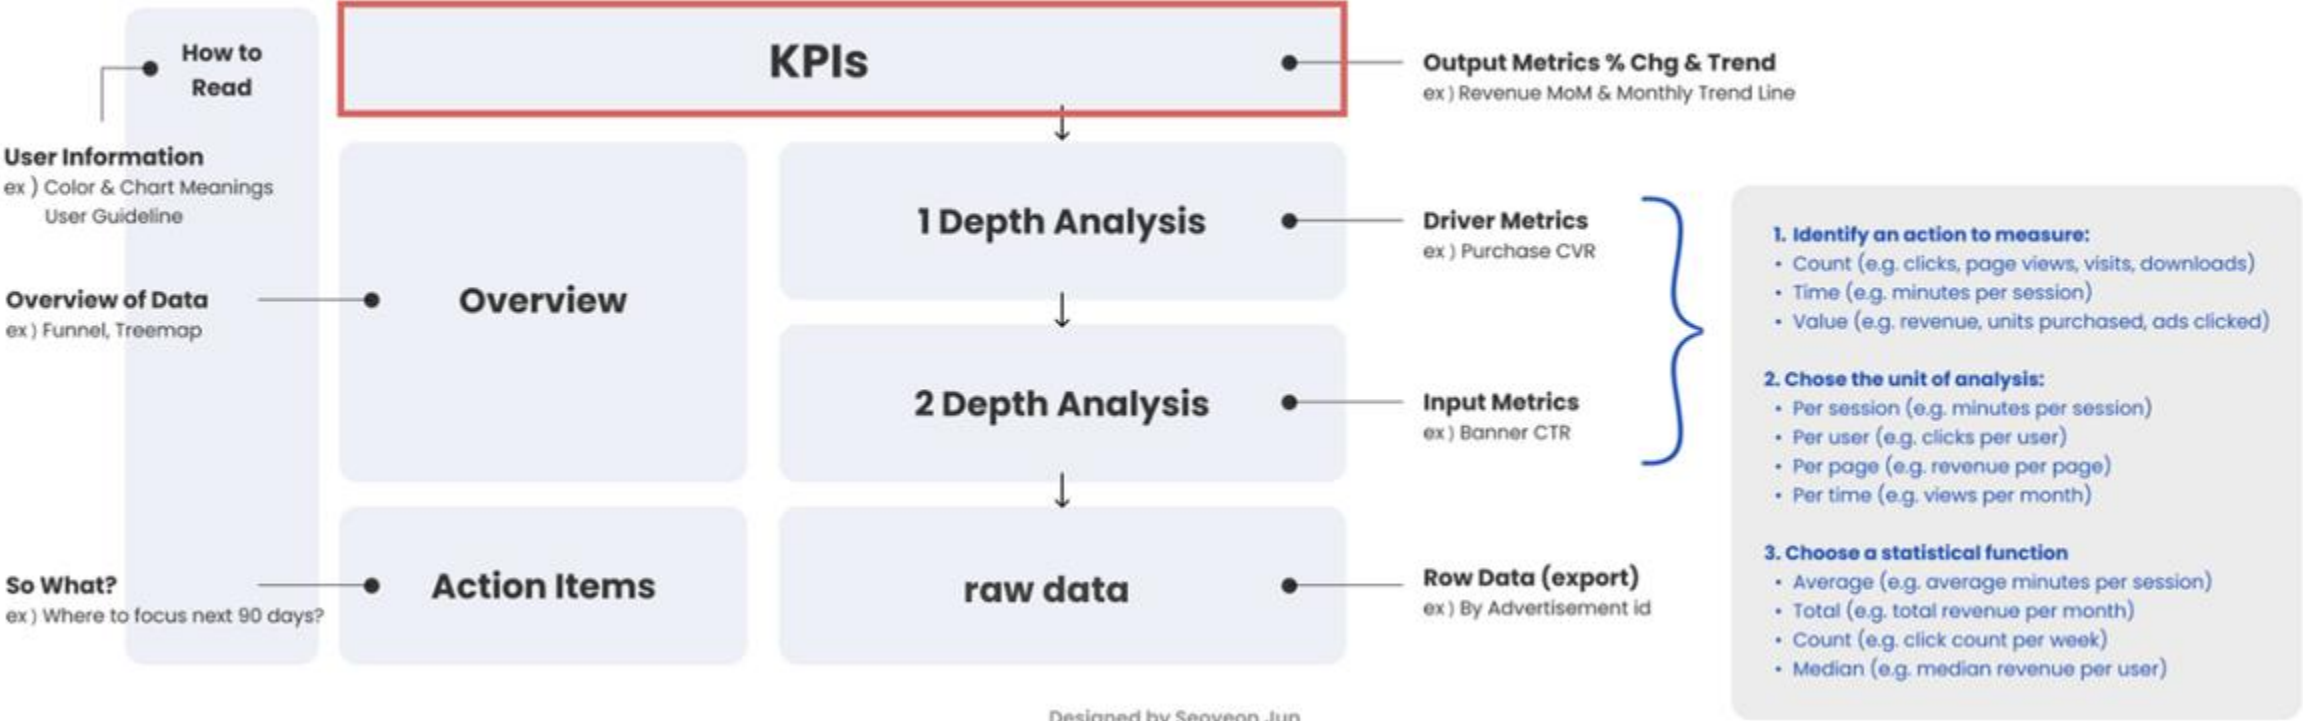 How to
Read
KPIs
Output Metrics % Chg & Trend
ex ) Revenue MoM & Monthly Trend Line
User Information
ex ) Color & Chart Meanings
User Guideline
1 Depth Analysis
Driver Metrics
ex ) Purchase CVR
Overview of Data
ex ) Funnel, Treemap
Overview
2 Depth Analysis
Input Metrics
ex ) Banner CTR
So What?
ex ) Where to focus next 90 days?
Action Items
raw data
Row Data (export)
ex ) By Advertisement id
1. Identify an action to measure:
• Count (e.g. clicks, page views, visits, downloads)
• Time (e.g. minutes per session)
• Value (e.g. revenue, units purchased, ads clicked)
2. Chose the unit of analysis:
• Per session (e.g. minutes per session)
• Per user (e.g. clicks per user)
• Per page (e.g. revenue per page)
• Per time (e.g. views per month)
3. Choose a statistical function
• Average (e.g. average minutes per session)
• Total (e.g. total revenue per month)
• Count (e.g. click count per week)
• Median (e.g. median revenue per user)
Designed by Seoyeon Jun